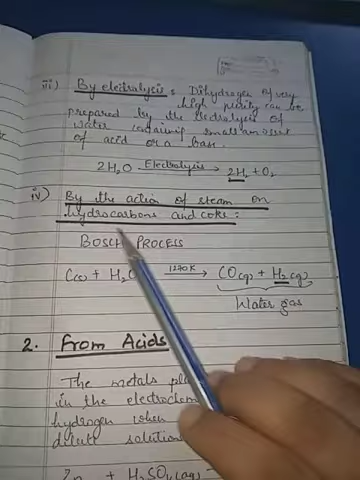 iii) By electrolysis : Dihydrogen of very
high purity can be
prepared by the electrolysis of
water containing small amount
of acid or a base.
2H₂O Electrolysis → 2H₂ + O₂
iv) By the action of steam on
hydrocarbons and coke :
BOSCH PROCESS
C(s) + H₂O 1270K → CO(g) + H₂(g)
Water gas
2. From Acids
The metals pla
in the electrochem
hydrogen when
dilute solution
Zn + H₂SO₄(aq)